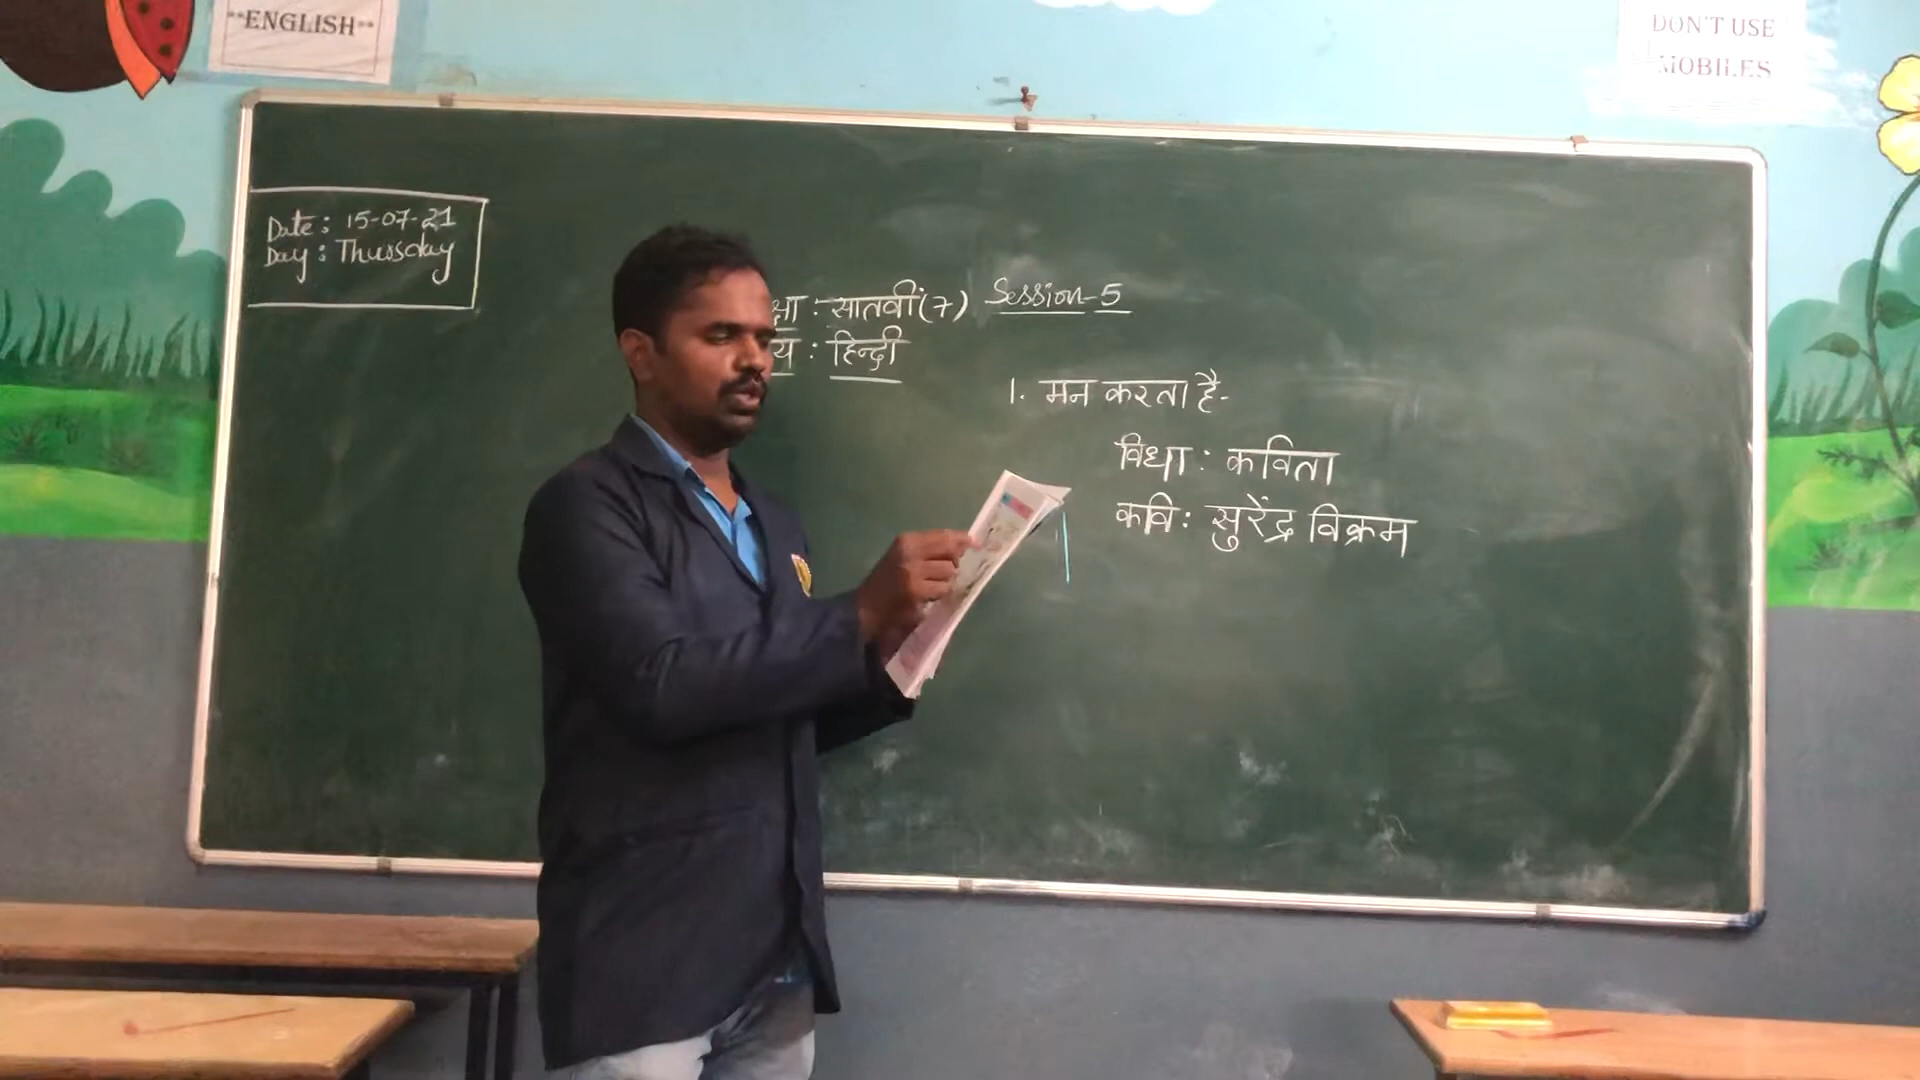 **ENGLISH**
DON'T USE
MOBILES
Date: 15-07-21
Day: Thursday
: सातवीं(7) Session-5
: हिन्दी
1. मन करता है-
विधा: कविता
कवि: सुरेंद्र विक्रम